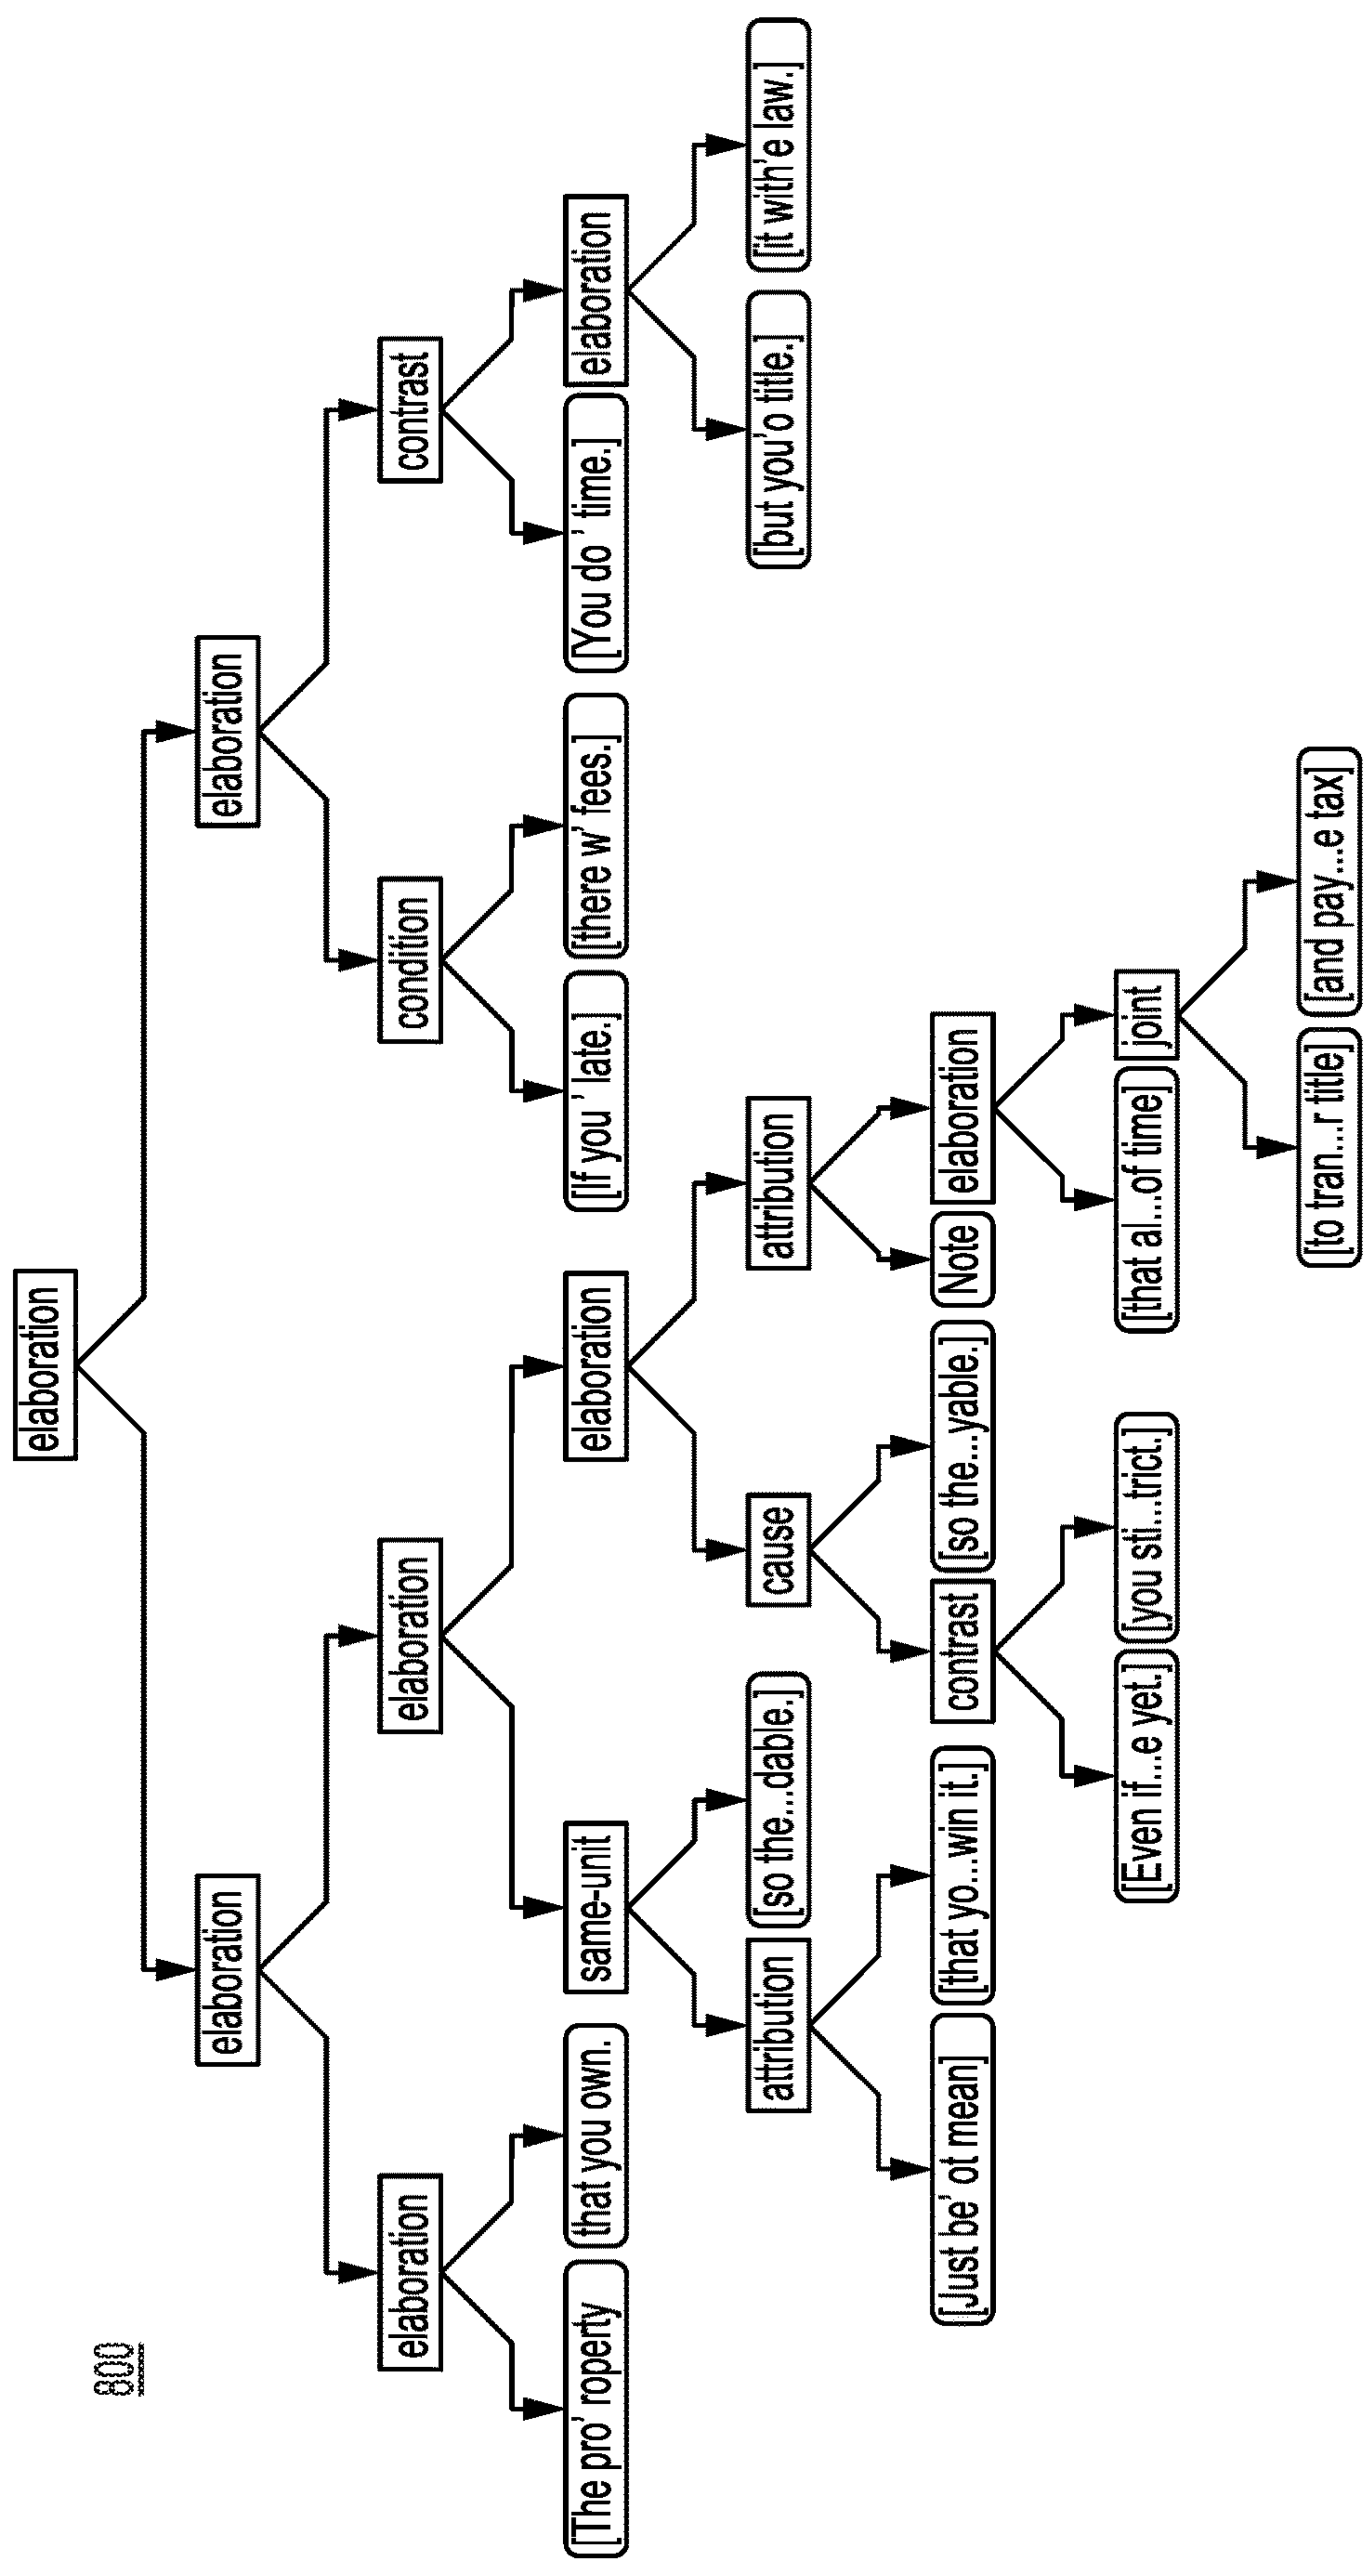 800
elaboration
elaboration
elaboration
elaboration
elaboration
condition
contrast
[The pro' roperty
that you own.
same-unit
elaboration
[If you ' late.]
[there w' fees.]
[You do ' time.]
elaboration
attribution
[so the...dable.]
cause
attribution
[but you'o title.]
[it with'e law.]
[Just be' ot mean]
[that yo...win it.]
contrast
[so the...yable.]
Note
elaboration
[Even if...e yet.]
[you sti...trict.]
[that al...of time]
joint
[to tran...r title]
[and pay...e tax]